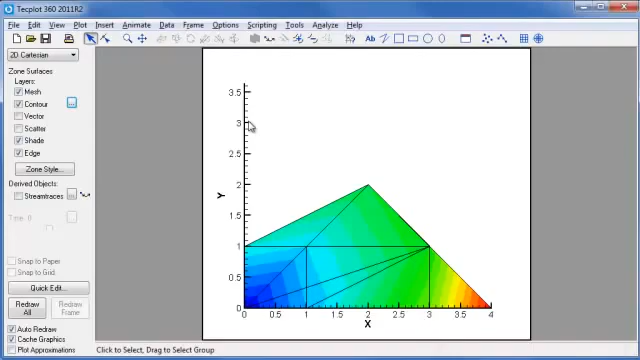 Tecplot 360 2011R2
File Edit View Plot Insert Animate Data Frame Options Scripting Tools Analyze Help
Ab
2D Cartesian
Zone Surfaces
Layers:
Mesh
Contour ...
Vector
Scatter
Shade
Edge
Zone Style...
Derived Objects:
Streamtraces ...
Time: 0 ...
Snap to Paper
Snap to Grid
Quick Edit...
Redraw All
Redraw Frame
Auto Redraw
Cache Graphics
Plot Approximations
3.5
3
2.5
2
1.5
1
0.5
0
Y
0 0.5 1 1.5 2 2.5 3 3.5 4
X
Click to Select, Drag to Select Group